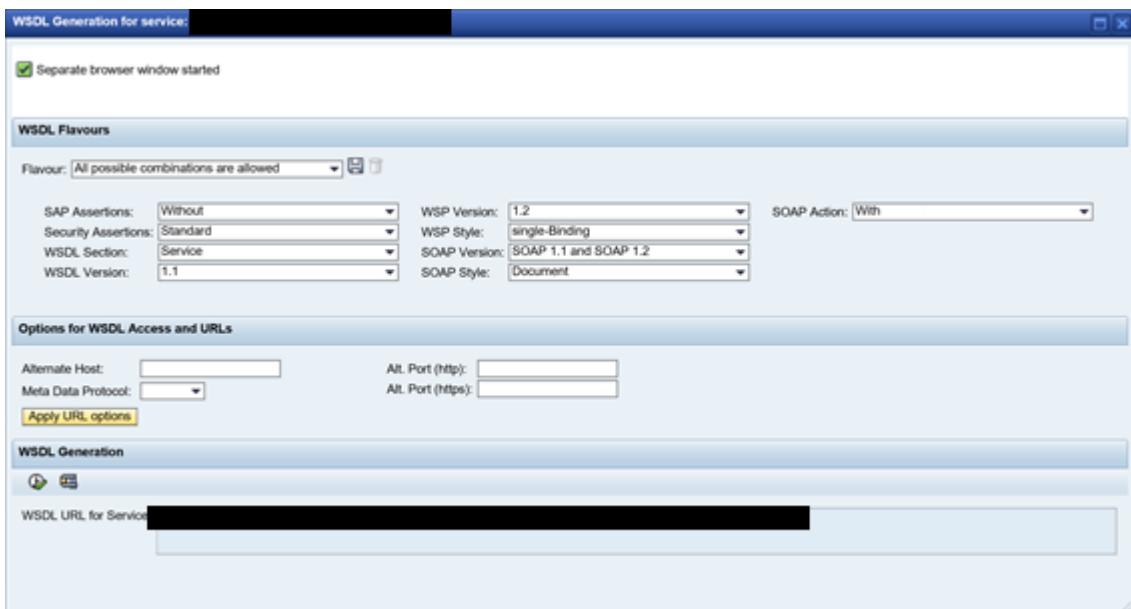 WSDL Generation for service:
Separate browser window started
WSDL Flavours
Flavour: All possible combinations are allowed
SAP Assertions: Without WSP Version: 1.2 SOAP Action: With
Security Assertions: Standard WSP Style: single-Binding
WSDL Section: Service SOAP Version: SOAP 1.1 and SOAP 1.2
WSDL Version: 1.1 SOAP Style: Document
Options for WSDL Access and URLs
Alternate Host: Alt. Port (http):
Meta Data Protocol: Alt. Port (https):
Apply URL options
WSDL Generation
WSDL URL for Service